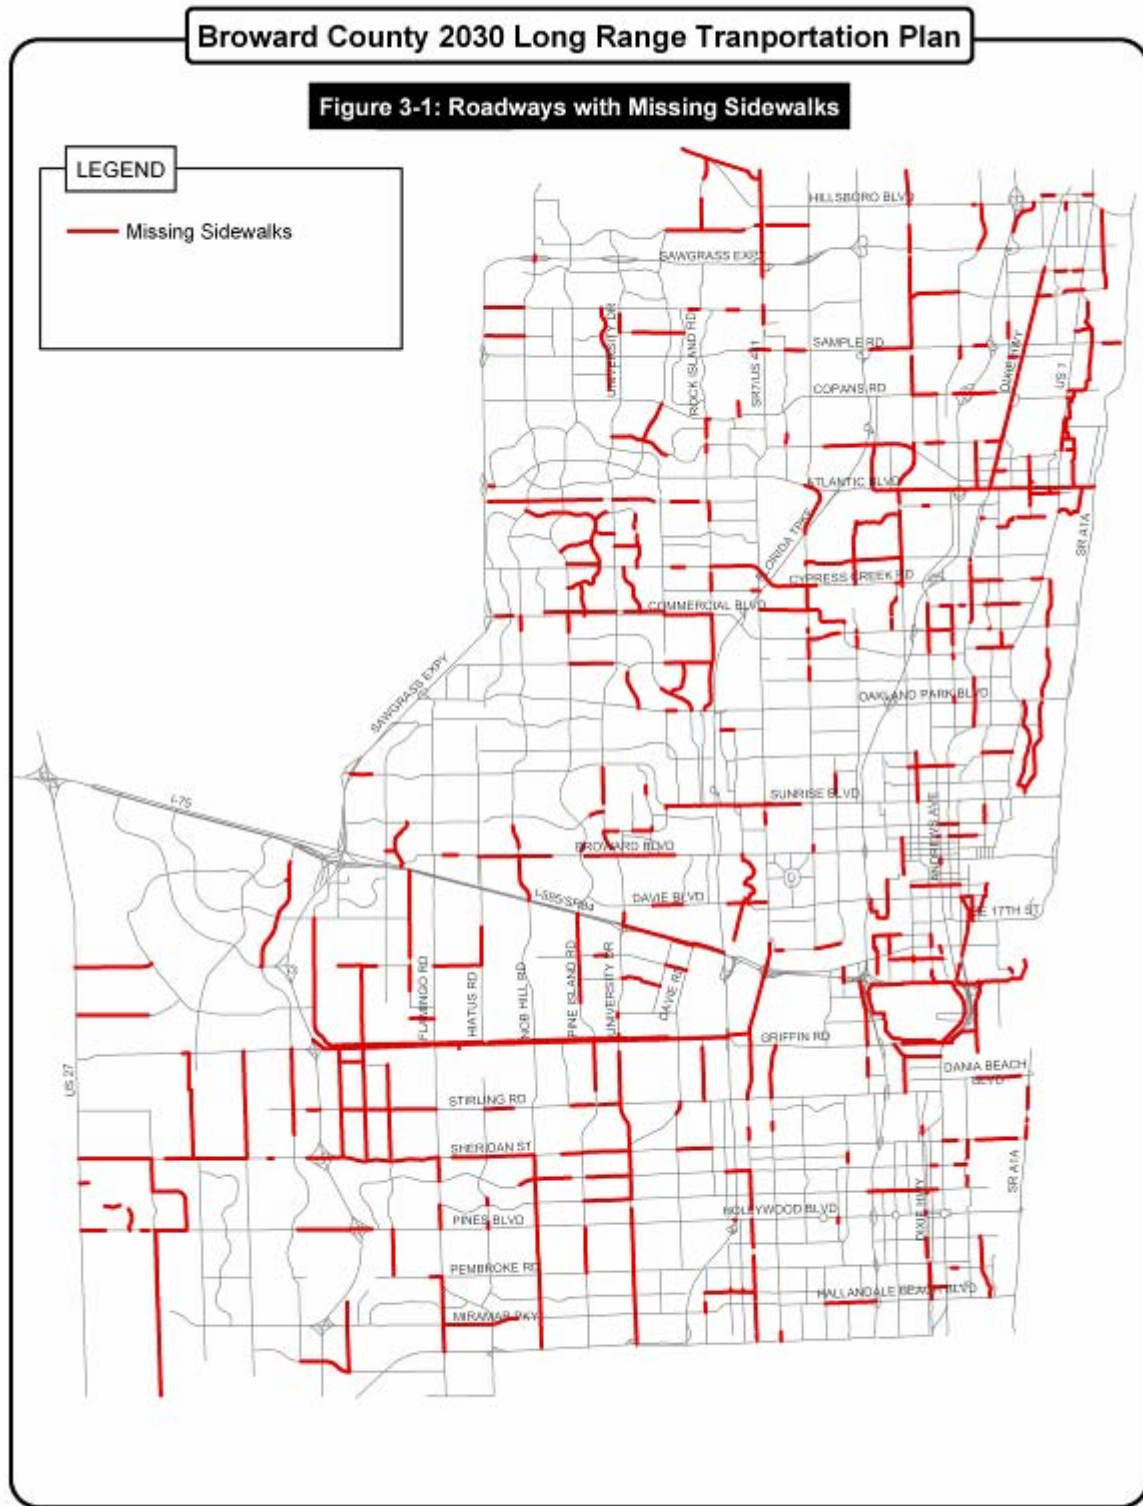 Broward County 2030 Long Range Tranportation Plan
Figure 3-1: Roadways with Missing Sidewalks
LEGEND
Missing Sidewalks
HILLSBORO BLVD
SAWGRASS EXPY
UNIVERSITY DR
ROCK ISLAND RD
SR7/US 441
SAMPLE RD
DIXIE HWY
US 1
COPANS RD
ATLANTIC BLVD
FLORIDA TPKE
SR A1A
CYPRESS CREEK RD
COMMERCIAL BLVD
SAWGRASS EXPY
OAKLAND PARK BLVD
I-75
SUNRISE BLVD
ANDREWS AVE
BROWARD BLVD
I-595/SR84
DAVIE BLVD
SE 17TH ST
FLAMINGO RD
HIATUS RD
NOB HILL RD
PINE ISLAND RD
UNIVERSITY DR
DAVIE RD
GRIFFIN RD
US 27
DANIA BEACH
BLVD
STIRLING RD
SHERIDAN ST
SR A1A
HOLLYWOOD BLVD
DIXIE HWY
PINES BLVD
PEMBROKE RD
HALLANDALE BEACH BLVD
MIRAMAR PKY